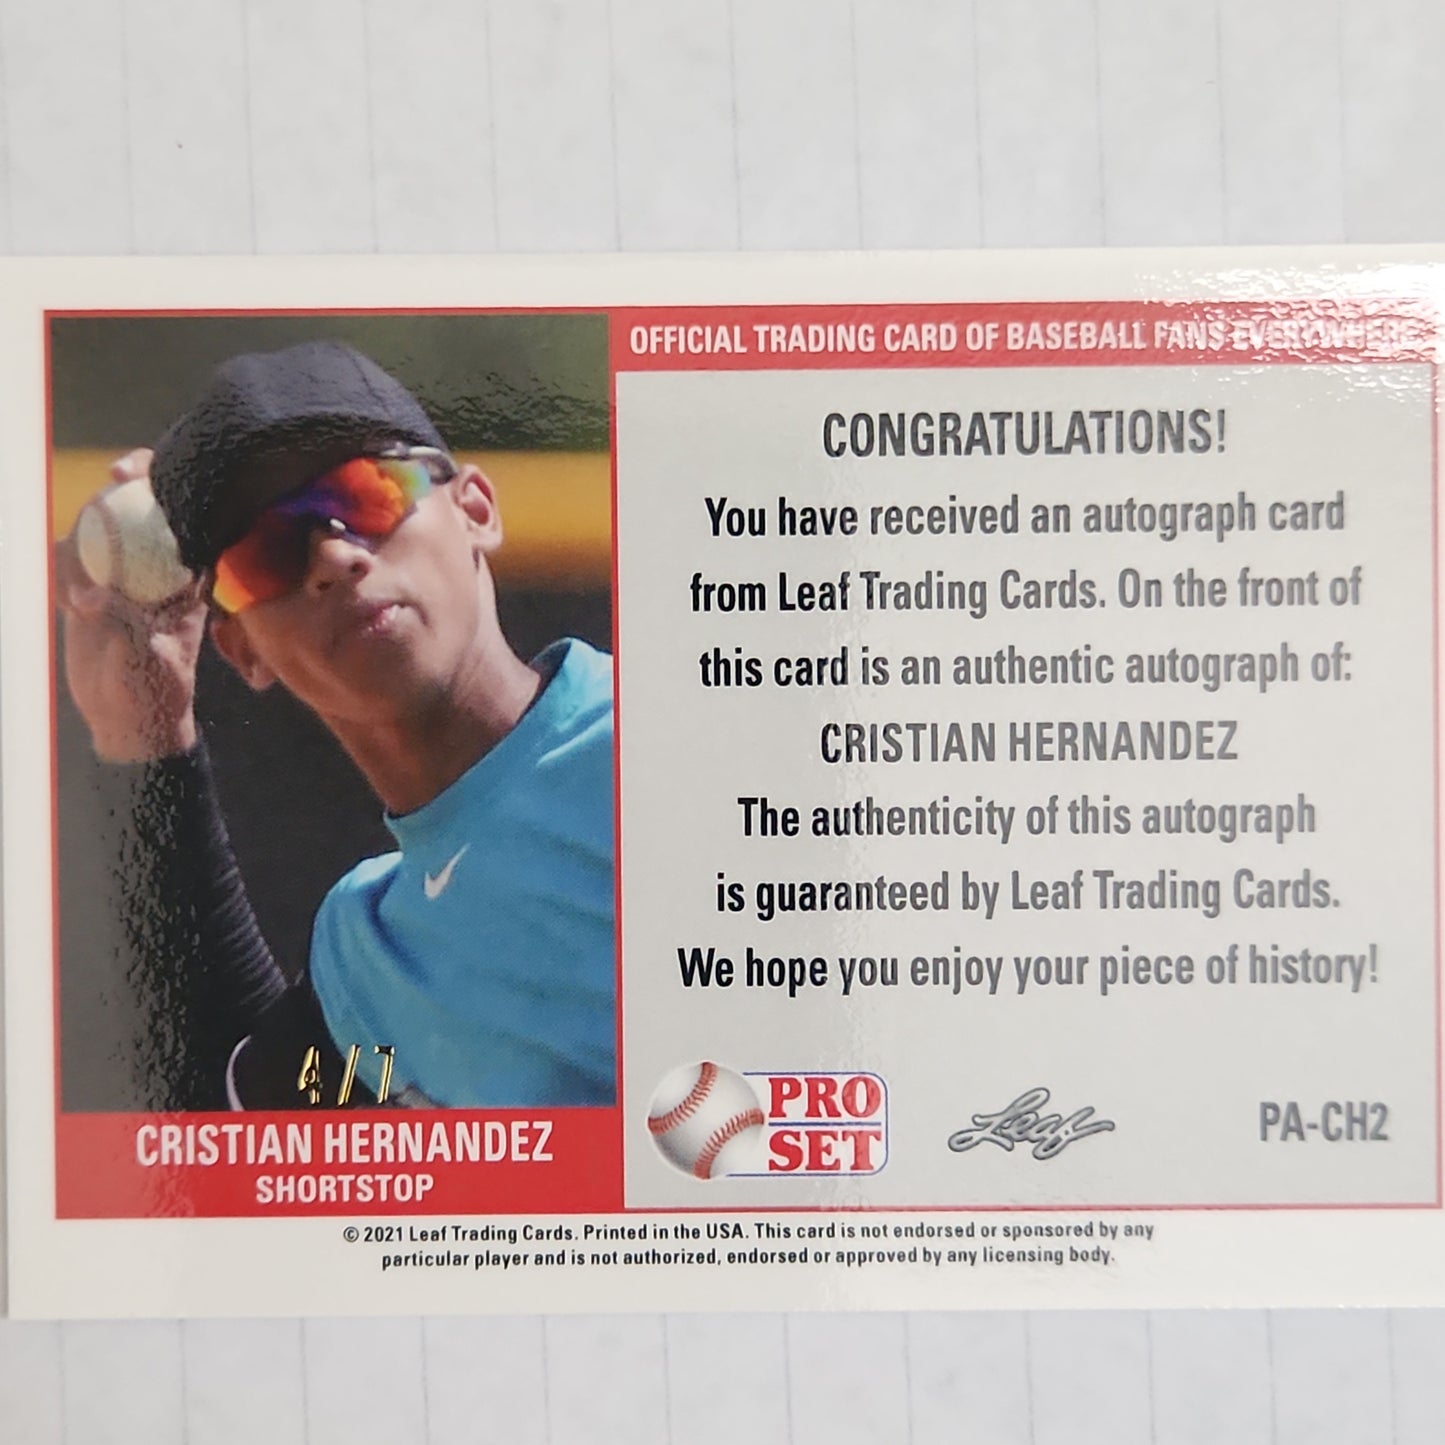 OFFICIAL TRADING CARD OF BASEBALL FANS EVERYWHERE
CONGRATULATIONS!
You have received an autograph card
from Leaf Trading Cards. On the front of
this card is an authentic autograph of:
CRISTIAN HERNANDEZ
The authenticity of this autograph
is guaranteed by Leaf Trading Cards.
We hope you enjoy your piece of history!
4/7
CRISTIAN HERNANDEZ
SHORTSTOP
PRO
SET
Leaf
PA-CH2
© 2021 Leaf Trading Cards. Printed in the USA. This card is not endorsed or sponsored by any
particular player and is not authorized, endorsed or approved by any licensing body.